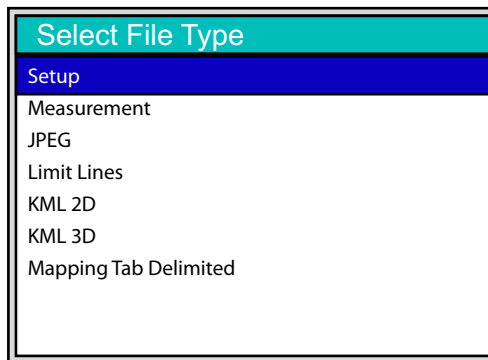 Select File Type
Setup
Measurement
JPEG
Limit Lines
KML 2D
KML 3D
Mapping Tab Delimited